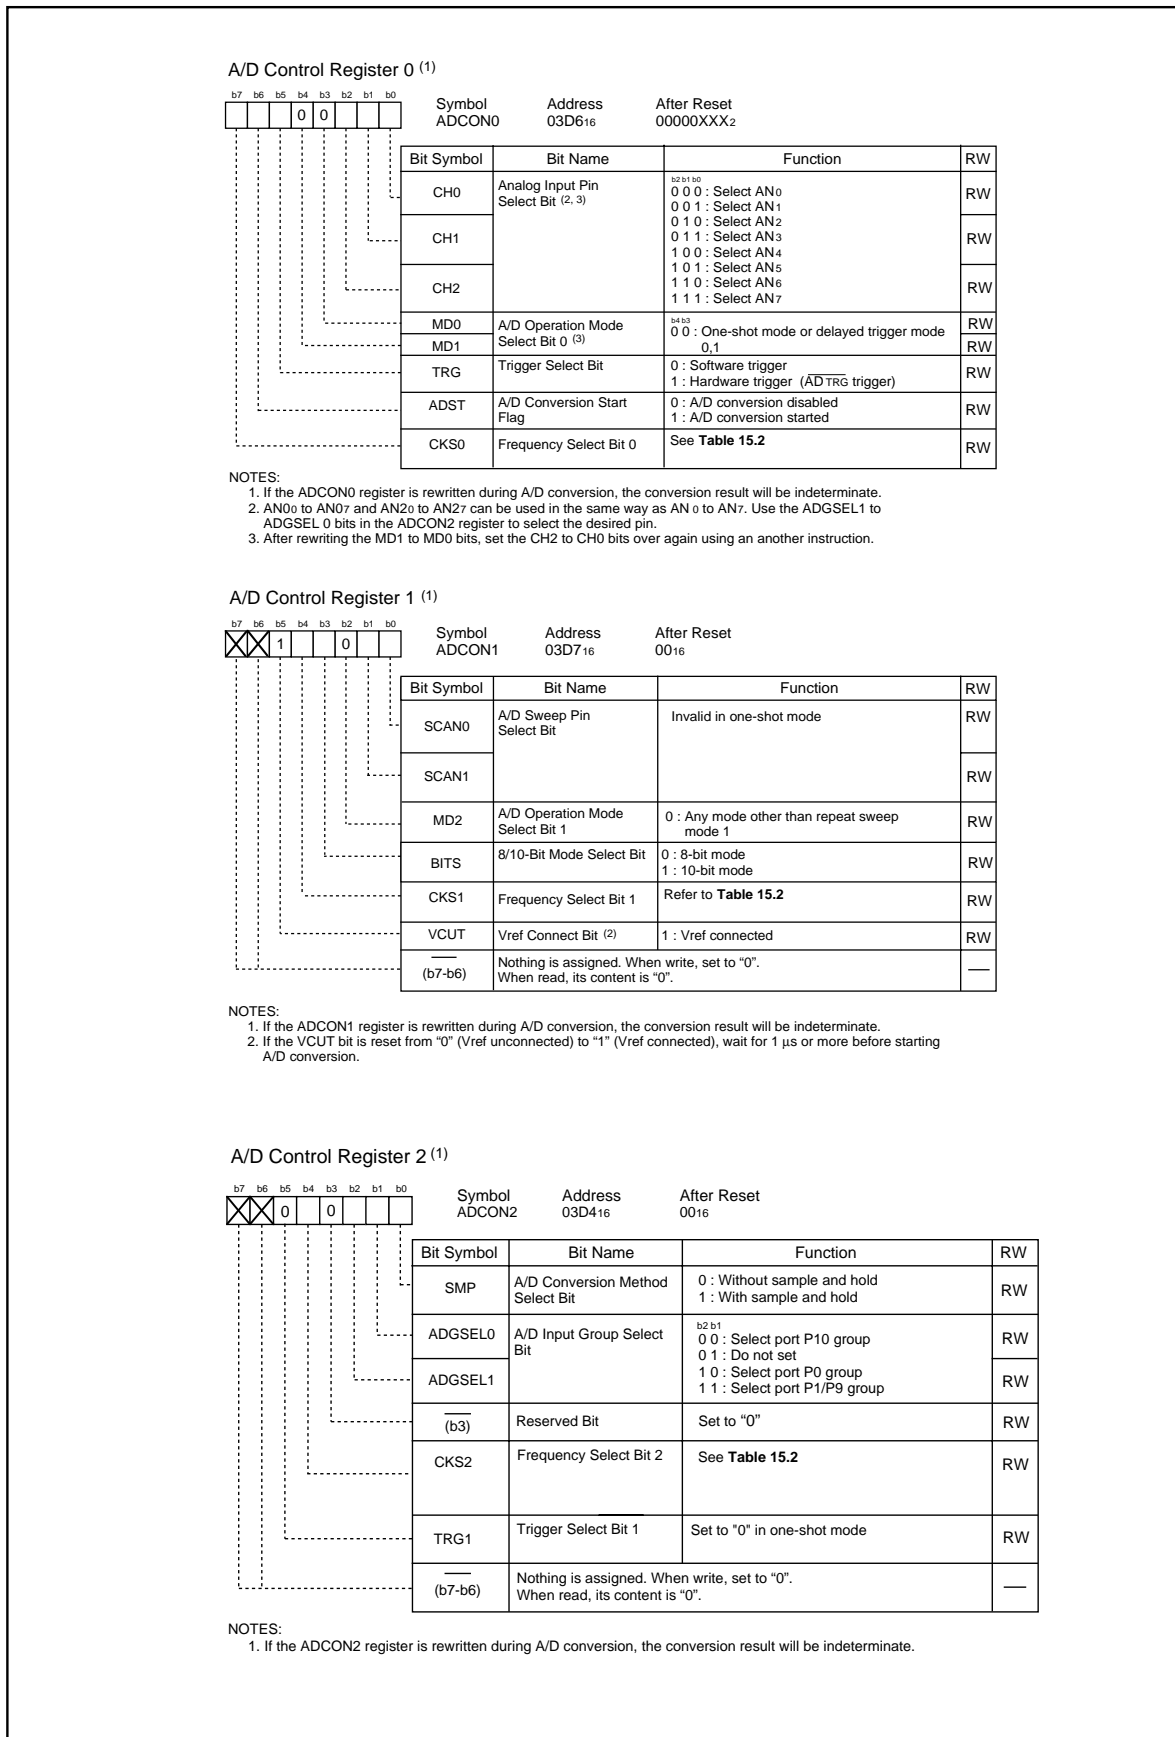 A/D Control Register 0 (1)
b7 b6 b5 b4 b3 b2 b1 b0
0 0
Symbol Address After Reset
ADCON0 03D616 00000XXX2
Bit Symbol Bit Name Function RW
CH0 Analog Input Pin Select Bit (2, 3) RW
b2 b1 b0
0 0 0 : Select AN0
0 0 1 : Select AN1
0 1 0 : Select AN2
CH1 RW
0 1 1 : Select AN3
1 0 0 : Select AN4
1 0 1 : Select AN5
CH2 RW
1 1 0 : Select AN6
1 1 1 : Select AN7
MD0 A/D Operation Mode RW
Select Bit 0 (3)
b4 b3
0 0 : One-shot mode or delayed trigger mode
0,1
MD1 RW
TRG Trigger Select Bit 0 : Software trigger RW
1 : Hardware trigger (ADTRG trigger)
ADST A/D Conversion Start 0 : A/D conversion disabled RW
Flag 1 : A/D conversion started
CKS0 Frequency Select Bit 0 See Table 15.2 RW
NOTES:
1. If the ADCON0 register is rewritten during A/D conversion, the conversion result will be indeterminate.
2. AN00 to AN07 and AN20 to AN27 can be used in the same way as AN 0 to AN7. Use the ADGSEL1 to
ADGSEL 0 bits in the ADCON2 register to select the desired pin.
3. After rewriting the MD1 to MD0 bits, set the CH2 to CH0 bits over again using an another instruction.
A/D Control Register 1 (1)
b7 b6 b5 b4 b3 b2 b1 b0
1 0
Symbol Address After Reset
ADCON1 03D716 0016
Bit Symbol Bit Name Function RW
SCAN0 A/D Sweep Pin Invalid in one-shot mode RW
Select Bit
SCAN1 RW
MD2 A/D Operation Mode 0 : Any mode other than repeat sweep RW
Select Bit 1 mode 1
BITS 8/10-Bit Mode Select Bit 0 : 8-bit mode RW
1 : 10-bit mode
CKS1 Frequency Select Bit 1 Refer to Table 15.2 RW
VCUT Vref Connect Bit (2) 1 : Vref connected RW
(b7-b6) Nothing is assigned. When write, set to “0”. —
When read, its content is “0”.
NOTES:
1. If the ADCON1 register is rewritten during A/D conversion, the conversion result will be indeterminate.
2. If the VCUT bit is reset from “0” (Vref unconnected) to “1” (Vref connected), wait for 1 μs or more before starting
A/D conversion.
A/D Control Register 2 (1)
b7 b6 b5 b4 b3 b2 b1 b0
0 0
Symbol Address After Reset
ADCON2 03D416 0016
Bit Symbol Bit Name Function RW
SMP A/D Conversion Method 0 : Without sample and hold RW
Select Bit 1 : With sample and hold
ADGSEL0 A/D Input Group Select RW
Bit
b2 b1
0 0 : Select port P10 group
0 1 : Do not set
ADGSEL1 RW
1 0 : Select port P0 group
1 1 : Select port P1/P9 group
(b3) Reserved Bit Set to “0” RW
CKS2 Frequency Select Bit 2 See Table 15.2 RW
TRG1 Trigger Select Bit 1 Set to "0" in one-shot mode RW
(b7-b6) Nothing is assigned. When write, set to “0”. —
When read, its content is “0”.
NOTES:
1. If the ADCON2 register is rewritten during A/D conversion, the conversion result will be indeterminate.